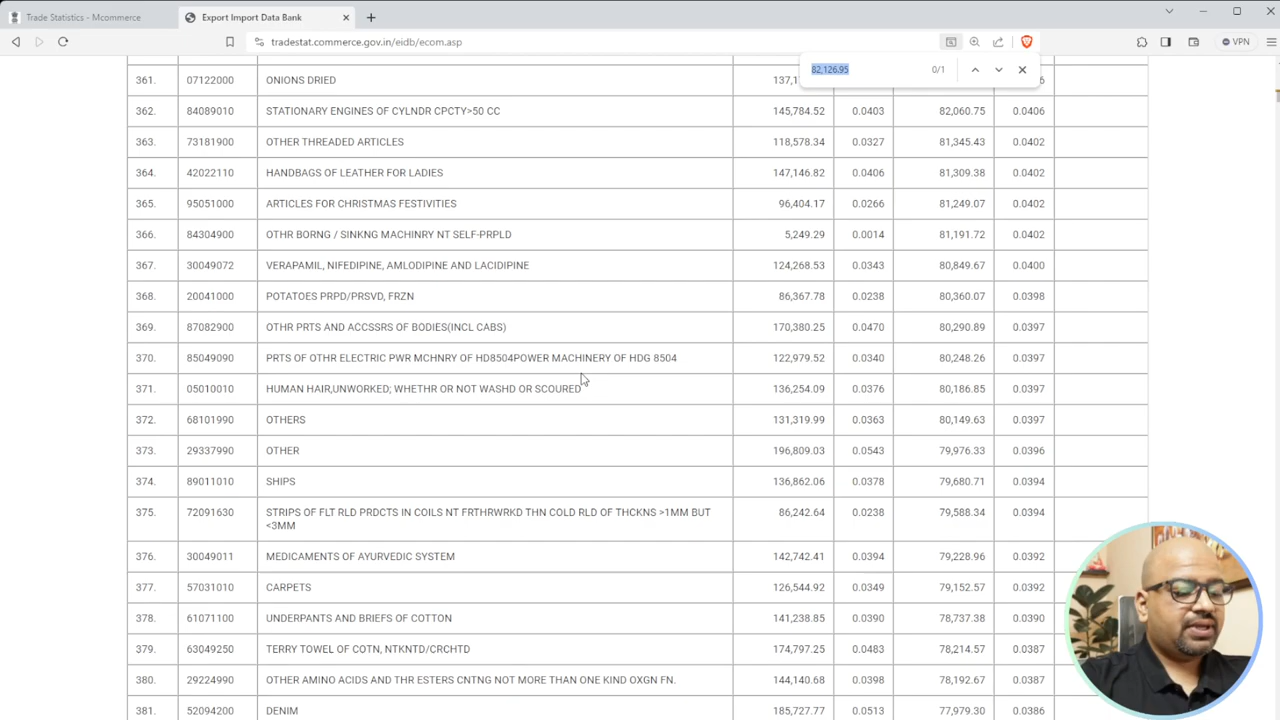 Trade Statistics - Mcommerce
Export Import Data Bank
tradestat.commerce.gov.in/eidb/ecom.asp
VPN
82,126.95 0/1
361. 07122000 ONIONS DRIED
362. 84089010 STATIONARY ENGINES OF CYLNDR CPCTY>50 CC 145,784.52 0.0403 82,060.75 0.0406
363. 73181900 OTHER THREADED ARTICLES 118,578.34 0.0327 81,345.43 0.0402
364. 42022110 HANDBAGS OF LEATHER FOR LADIES 147,146.82 0.0406 81,309.38 0.0402
365. 95051000 ARTICLES FOR CHRISTMAS FESTIVITIES 96,404.17 0.0266 81,249.07 0.0402
366. 84304900 OTHR BORNG / SINKNG MACHINRY NT SELF-PRPLD 5,249.29 0.0014 81,191.72 0.0402
367. 30049072 VERAPAMIL, NIFEDIPINE, AMLODIPINE AND LACIDIPINE 124,268.53 0.0343 80,849.67 0.0400
368. 20041000 POTATOES PRPD/PRSVD, FRZN 86,367.78 0.0238 80,360.07 0.0398
369. 87082900 OTHR PRTS AND ACCSSRS OF BODIES(INCL CABS) 170,380.25 0.0470 80,290.89 0.0397
370. 85049090 PRTS OF OTHR ELECTRIC PWR MCHNRY OF HD8504POWER MACHINERY OF HDG 8504 122,979.52 0.0340 80,248.26 0.0397
371. 05010010 HUMAN HAIR,UNWORKED; WHETHR OR NOT WASHD OR SCOURED 136,254.09 0.0376 80,186.85 0.0397
372. 68101990 OTHERS 131,319.99 0.0363 80,149.63 0.0397
373. 29337990 OTHER 196,809.03 0.0543 79,976.33 0.0396
374. 89011010 SHIPS 136,862.06 0.0378 79,680.71 0.0394
375. 72091630 STRIPS OF FLT RLD PRDCTS IN COILS NT FRTHRWRKD THN COLD RLD OF THCKNS >1MM BUT 86,242.64 0.0238 79,588.34 0.0394
<3MM
376. 30049011 MEDICAMENTS OF AYURVEDIC SYSTEM 142,742.41 0.0394 79,228.96 0.0392
377. 57031010 CARPETS 126,544.92 0.0349 79,152.57 0.0392
378. 61071100 UNDERPANTS AND BRIEFS OF COTTON 141,238.85 0.0390 78,737.38 0.0390
379. 63049250 TERRY TOWEL OF COTN, NTKNTD/CRCHTD 174,797.25 0.0483 78,214.57 0.0387
380. 29224990 OTHER AMINO ACIDS AND THR ESTERS CNTNG NOT MORE THAN ONE KIND OXGN FN. 144,140.68 0.0398 78,192.67 0.0387
381. 52094200 DENIM 185,727.77 0.0513 77,979.30 0.0386